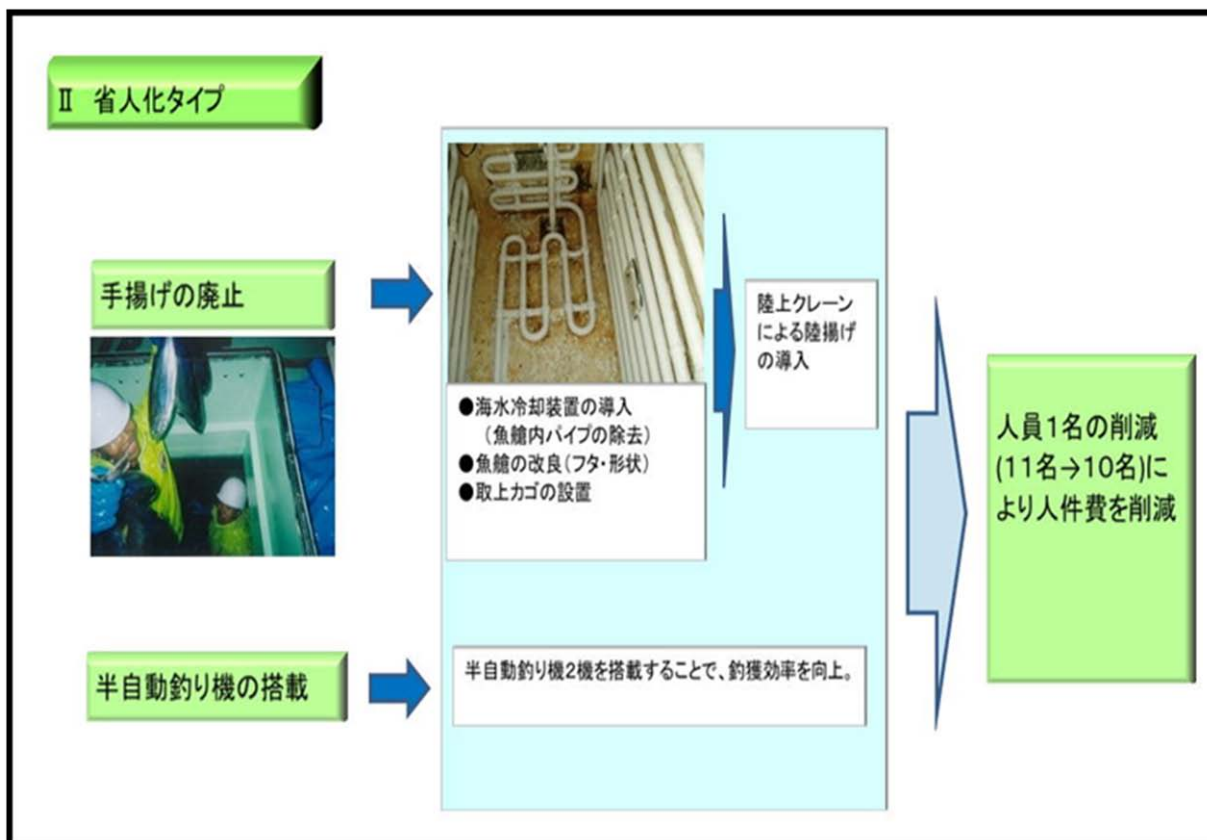 Ⅱ 省人化タイプ
手揚げの廃止
●海水冷却装置の導入
(魚艙内パイプの除去)
●魚艙の改良(フタ・形状)
●取上カゴの設置
陸上クレーン
による陸揚げ
の導入
半自動釣り機の搭載
半自動釣り機2機を搭載することで、釣獲効率を向上。
人員1名の削減
(11名→10名)に
より人件費を削減